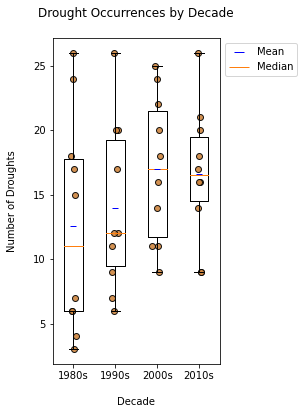 Drought Occurrences by Decade
Mean
Median
Number of Droughts
25
20
15
10
5
1980s 1990s 2000s 2010s
Decade